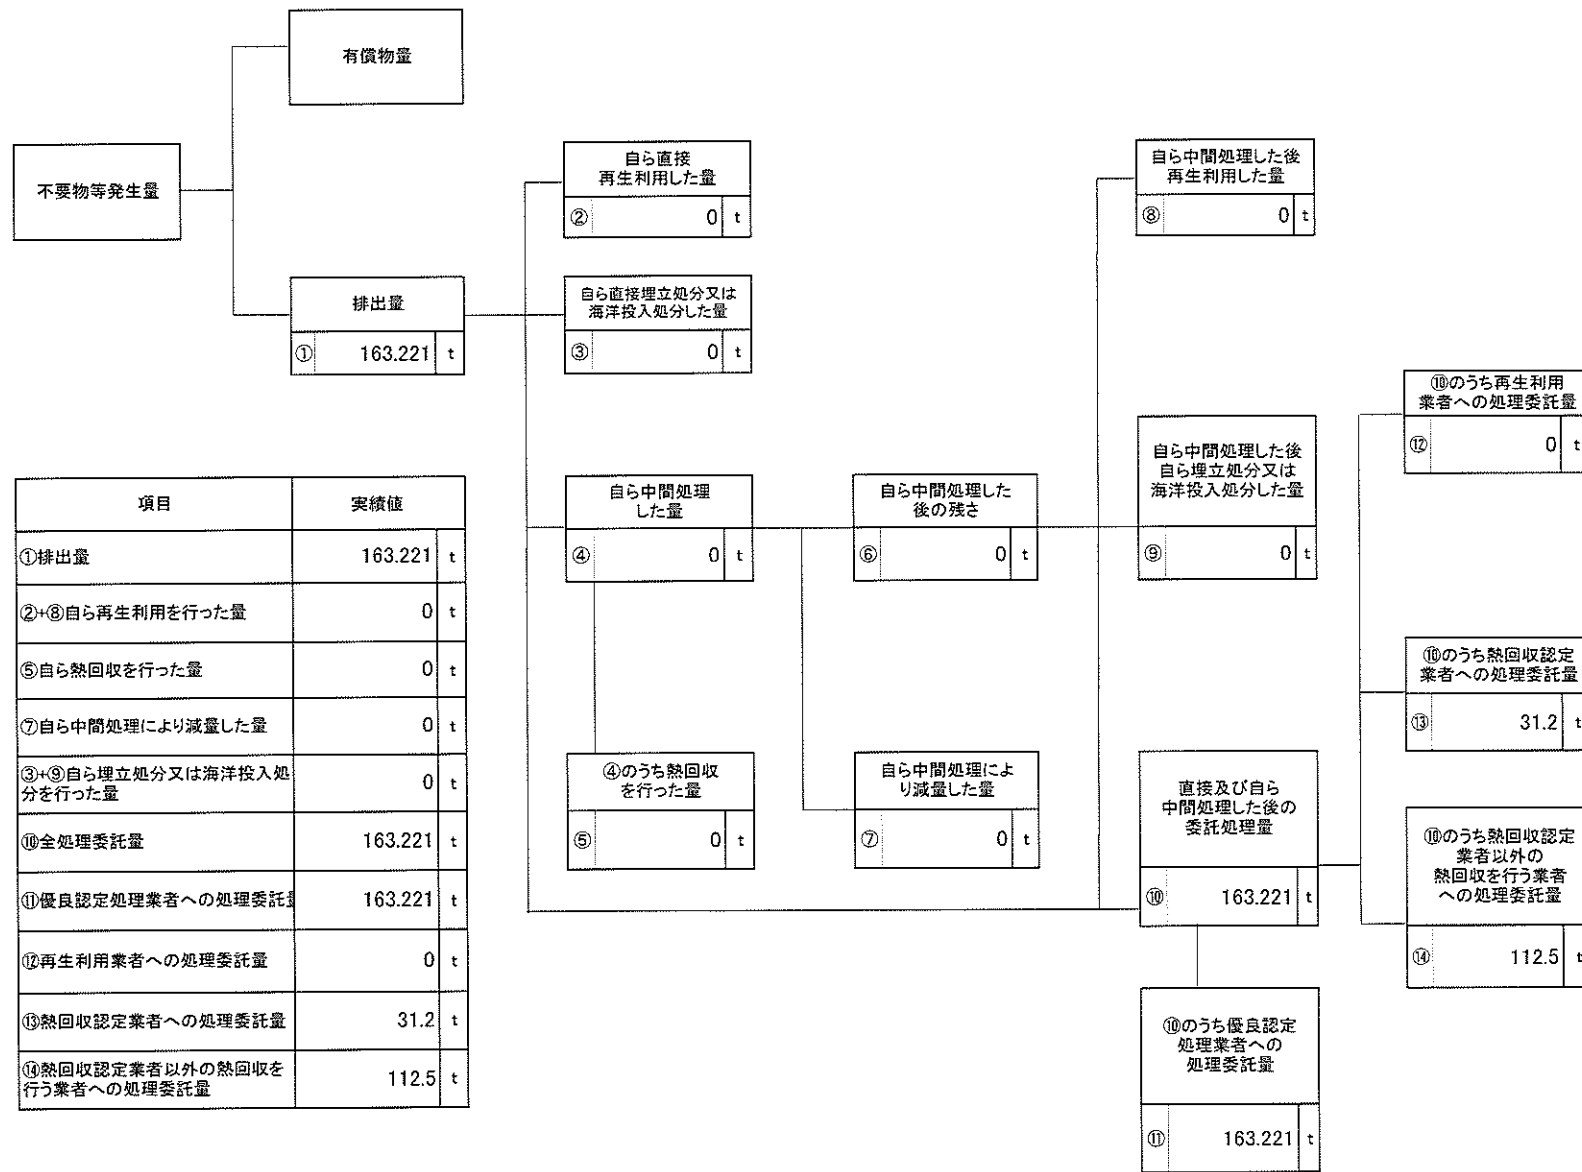 有償物量
不要物等発生量
排出量
① 163.221 t
自ら直接
再生利用した量
② 0 t
自ら直接埋立処分又は
海洋投入処分した量
③ 0 t
自ら中間処理
した量
④ 0 t
④のうち熱回収
を行った量
⑤ 0 t
自ら中間処理した
後の残さ
⑥ 0 t
自ら中間処理によ
り減量した量
⑦ 0 t
自ら中間処理した後
再生利用した量
⑧ 0 t
自ら中間処理した後
自ら埋立処分又は
海洋投入処分した量
⑨ 0 t
直接及び自ら
中間処理した後の
委託処理量
⑩ 163.221 t
⑩のうち優良認定
処理業者への
処理委託量
⑪ 163.221 t
⑩のうち再生利用
業者への処理委託量
⑫ 0 t
⑩のうち熱回収認定
業者への処理委託量
⑬ 31.2 t
⑩のうち熱回収認定
業者以外の
熱回収を行う業者
への処理委託量
⑭ 112.5 t
項目 実績値
①排出量 163.221 t
②+⑧自ら再生利用を行った量 0 t
⑤自ら熱回収を行った量 0 t
⑦自ら中間処理により減量した量 0 t
③+⑨自ら埋立処分又は海洋投入処
分を行った量 0 t
⑩全処理委託量 163.221 t
⑪優良認定処理業者への処理委託 163.221 t
⑫再生利用業者への処理委託量 0 t
⑬熱回収認定業者への処理委託量 31.2 t
⑭熱回収認定業者以外の熱回収を
行う業者への処理委託量 112.5 t